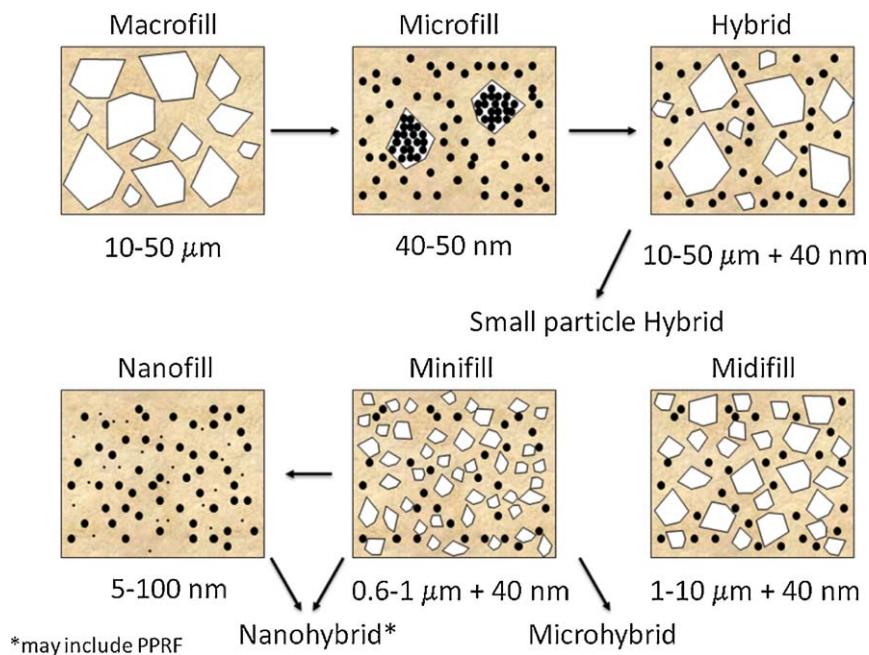 Macrofill
Microfill
Hybrid
10-50 μm
40-50 nm
10-50 μm + 40 nm
Small particle Hybrid
Nanofill
Minifill
Midifill
5-100 nm
0.6-1 μm + 40 nm
1-10 μm + 40 nm
*may include PPRF
Nanohybrid*
Microhybrid